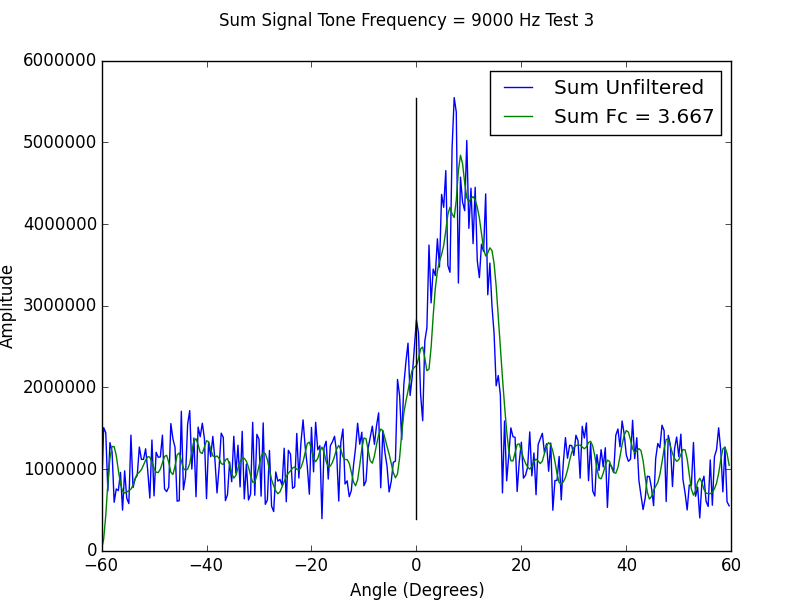 Sum Signal Tone Frequency = 9000 Hz Test 3
Sum Unfiltered
Sum Fc = 3.667
6000000
5000000
4000000
3000000
2000000
1000000
0
Amplitude
−60
−40
−20
0
20
40
60
Angle (Degrees)